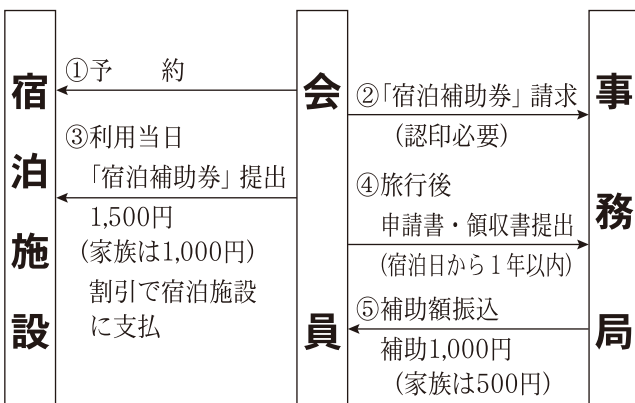 宿泊施設
①予　　約
③利用当日
「宿泊補助券」提出
1,500円
(家族は1,000円)
割引で宿泊施設
に支払
会員
②「宿泊補助券」請求
(認印必要)
④旅行後
申請書・領収書提出
(宿泊日から1年以内)
⑤補助額振込
補助1,000円
(家族は500円)
事務局